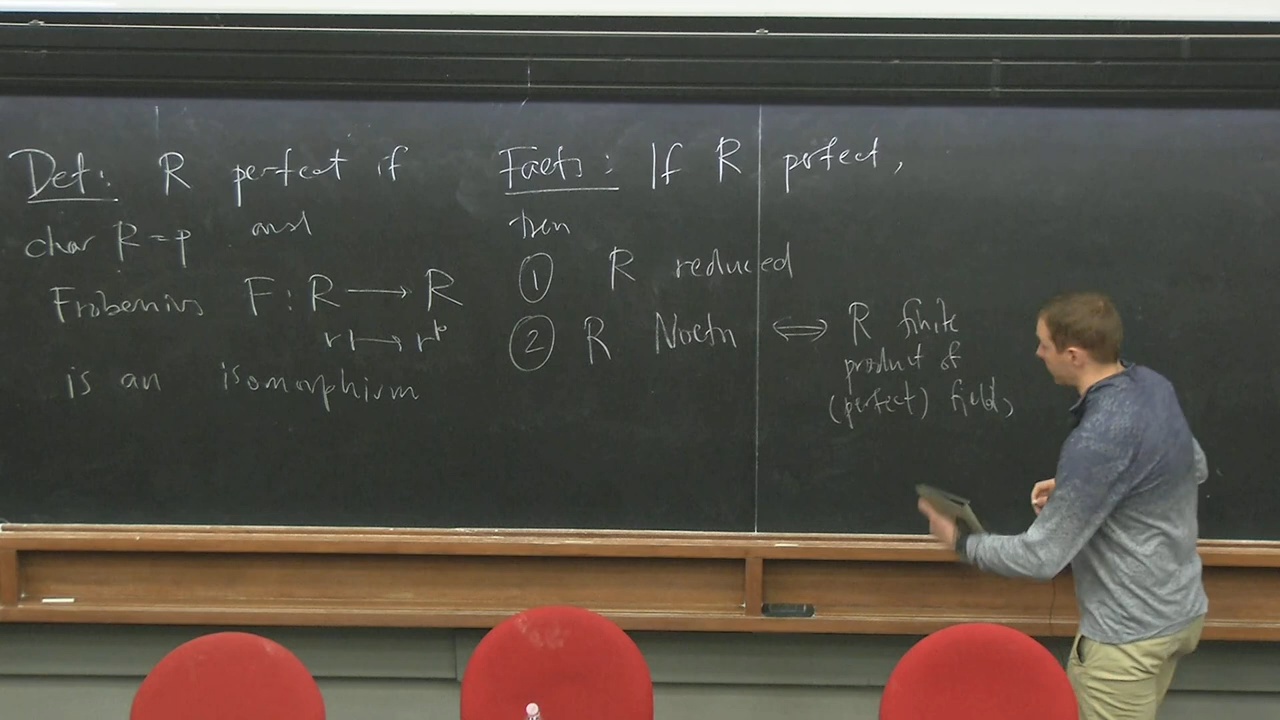 Def: R perfect if
char R = p and
Frobenius F: R ⟶ R
r ⟼ r^p
is an isomorphism
Facts: If R perfect,
then
① R reduced
② R Noeth ⟺ R finite
product of
(perfect) fields